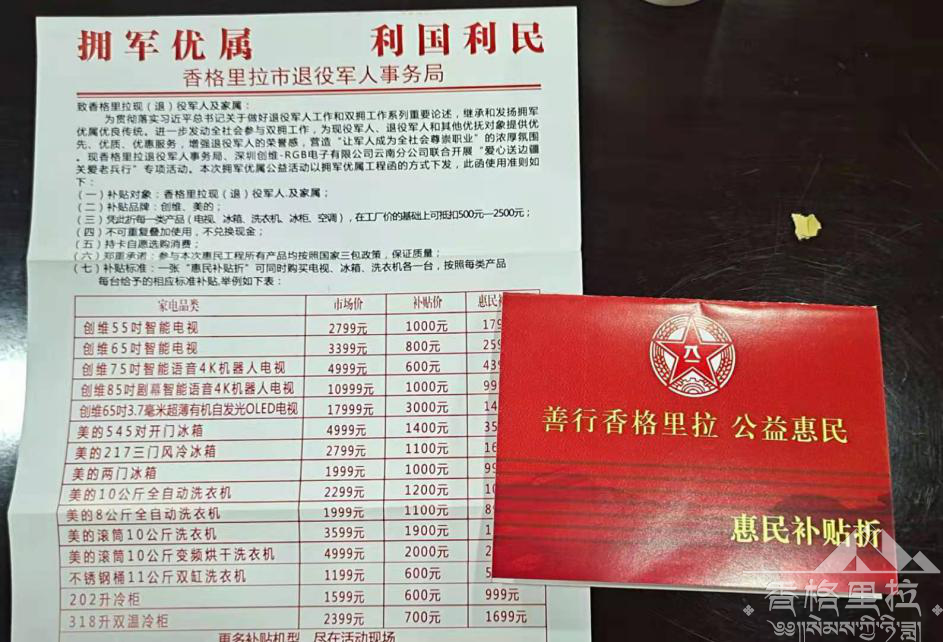 拥军优属 利国利民
香格里拉市退役军人事务局
致香格里拉现（退）役军人及家属：
为贯彻落实习近平总书记关于做好退役军人工作和双拥工作系列重要论述，继承和发扬拥军
优属优良传统。进一步发动全社会参与双拥工作，为现役军人、退役军人和其他优抚对象提供优
先、优质、优惠服务，增强退役军人的荣誉感，营造“让军人成为全社会尊崇职业”的浓厚氛围
。现香格里拉退役军人事务局、深圳创维-RGB电子有限公司云南分公司联合开展“爱心送边疆
关爱老兵行”专项活动。本次拥军优属公益活动以拥军优属工程函的方式下发，此函使用准则如
下：
（一）补贴对象：香格里拉现（退）役军人.及家属；
（二）补贴品牌：创维、美的；
（三）凭此折每一类产品（电视、冰箱、洗衣机、冰柜、空调），在工厂价的基础上可抵扣500元—2500元；
（四）不可重复叠加使用，不兑换现金；
（五）持卡自愿选购消费；
（六）郑重承诺：参与本次惠民工程所有产品均按照国家三包政策，保证质量；
（七）补贴标准：一张“惠民补贴折”可同时购买电视、冰箱、洗衣机各一台，按照每类产品
每台给予的相应标准补贴,举例如下表：
家电品类 市场价 补贴价 惠民
创维55吋智能电视 2799元 1000元 179
创维65吋智能电视 3399元 800元 259
创维75吋智能语音4K机器人电视 4999元 600元 439
创维85吋剧幕智能语音4K机器人电视 10999元 1000元 99
创维65吋3.7毫米超薄有机自发光OLED电视 17999元 3000元 14
美的545对开门冰箱 4999元 1400元 35
美的217三门风冷冰箱 2799元 1100元 16
美的两门冰箱 1999元 1000元 99
美的10公斤全自动洗衣机 2299元 1200元 10
美的8公斤全自动洗衣机 1999元 1100元 8
美的滚筒10公斤洗衣机 3599元 1900元 1
美的滚筒10公斤变频烘干洗衣机 4999元 2000元 2
不锈钢桶11公斤双缸洗衣机 1199元 600元 5
202升冷柜 1599元 600元 999元
318升双温冷柜 2399元 700元 1699元
更多补贴机型 尽在活动现场
八一
善行香格里拉 公益惠民
惠民补贴折
香格里拉